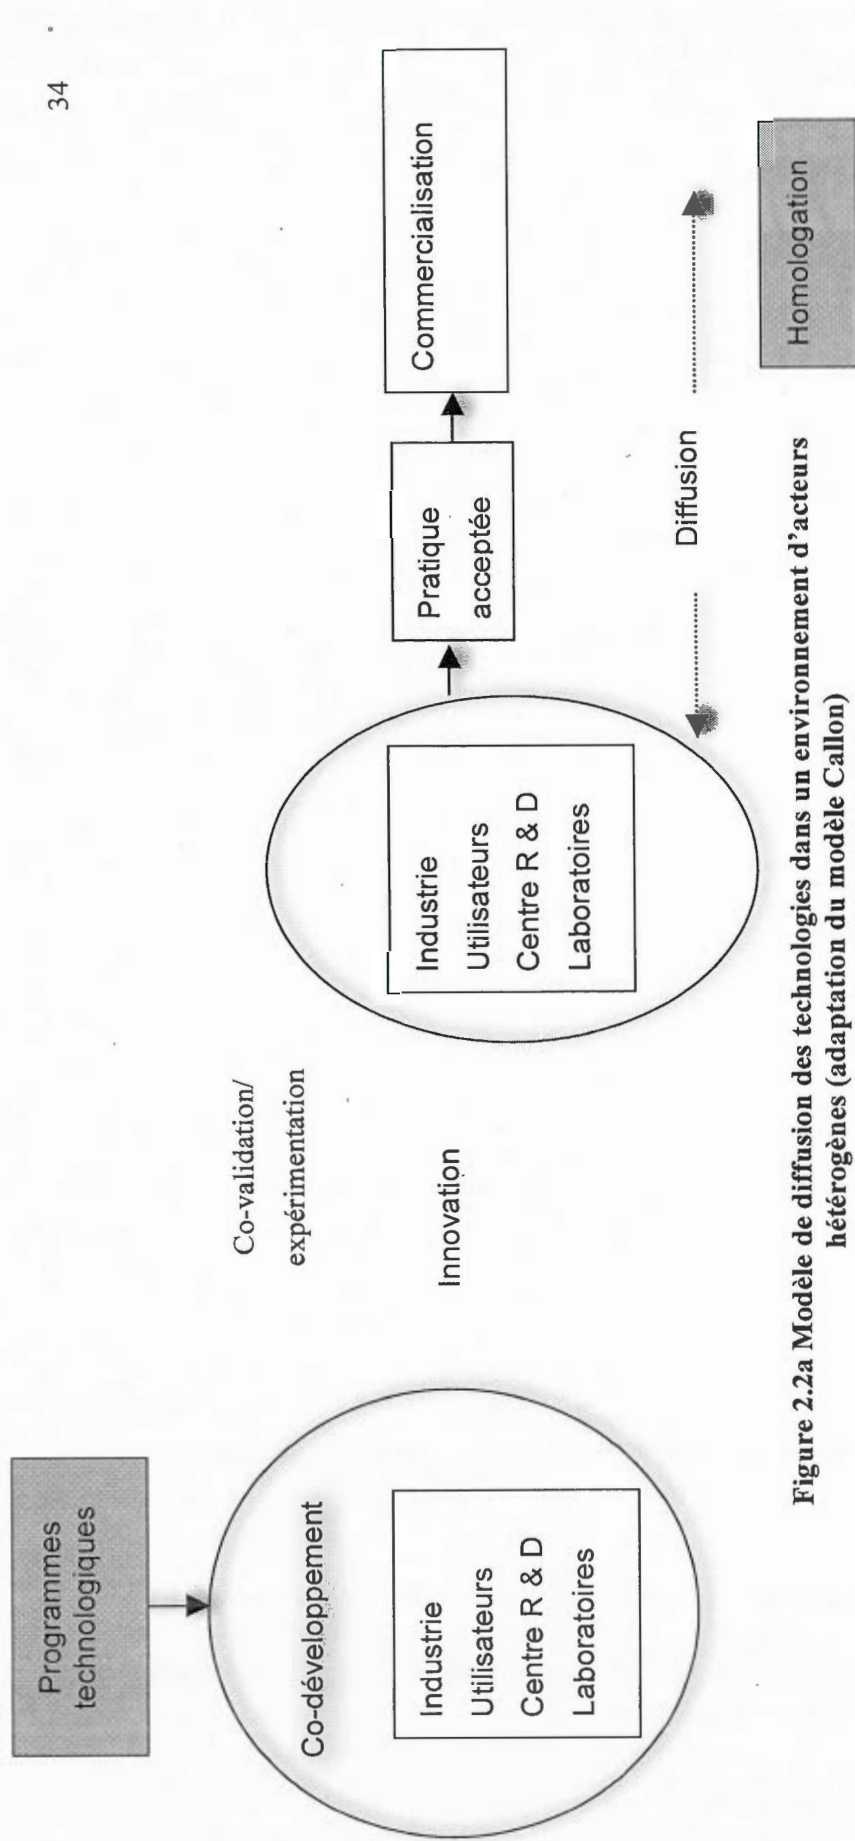 34
Programmes
technologiques
Co-développement
Industrie
Utilisateurs
Centre R & D
Laboratoires
Co-validation/
expérimentation
Innovation
Industrie
Utilisateurs
Centre R & D
Laboratoires
Pratique
acceptée
Commercialisation
Diffusion
Homologation
Figure 2.2a Modèle de diffusion des technologies dans un environnement d'acteurs
hétérogènes (adaptation du modèle Callon)